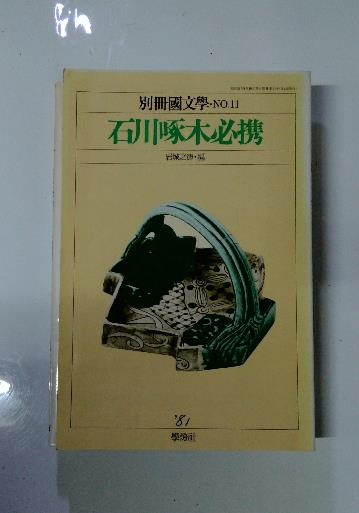 別冊國文學・NO.11
石川啄木必携
岩城之徳・編
'81
學燈社